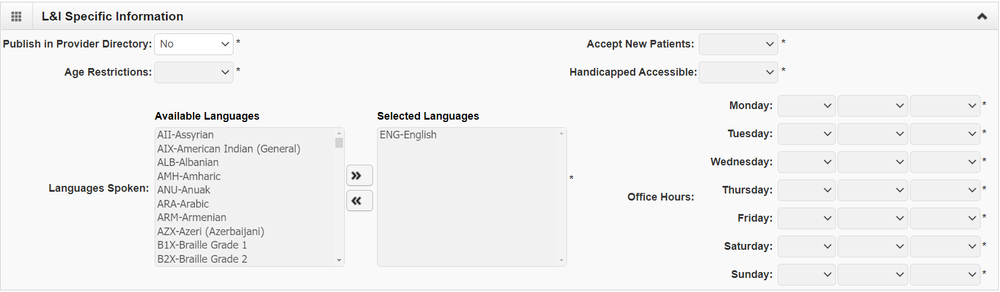 L&I Specific Information
Publish in Provider Directory: No *
Accept New Patients: *
Age Restrictions: *
Handicapped Accessible: *
Languages Spoken:
Available Languages
AII-Assyrian
AIX-American Indian (General)
ALB-Albanian
AMH-Amharic
ANU-Anuak
ARA-Arabic
ARM-Armenian
AZX-Azeri (Azerbaijani)
B1X-Braille Grade 1
B2X-Braille Grade 2
Selected Languages
ENG-English
*
Office Hours:
Monday: *
Tuesday: *
Wednesday: *
Thursday: *
Friday: *
Saturday: *
Sunday: *